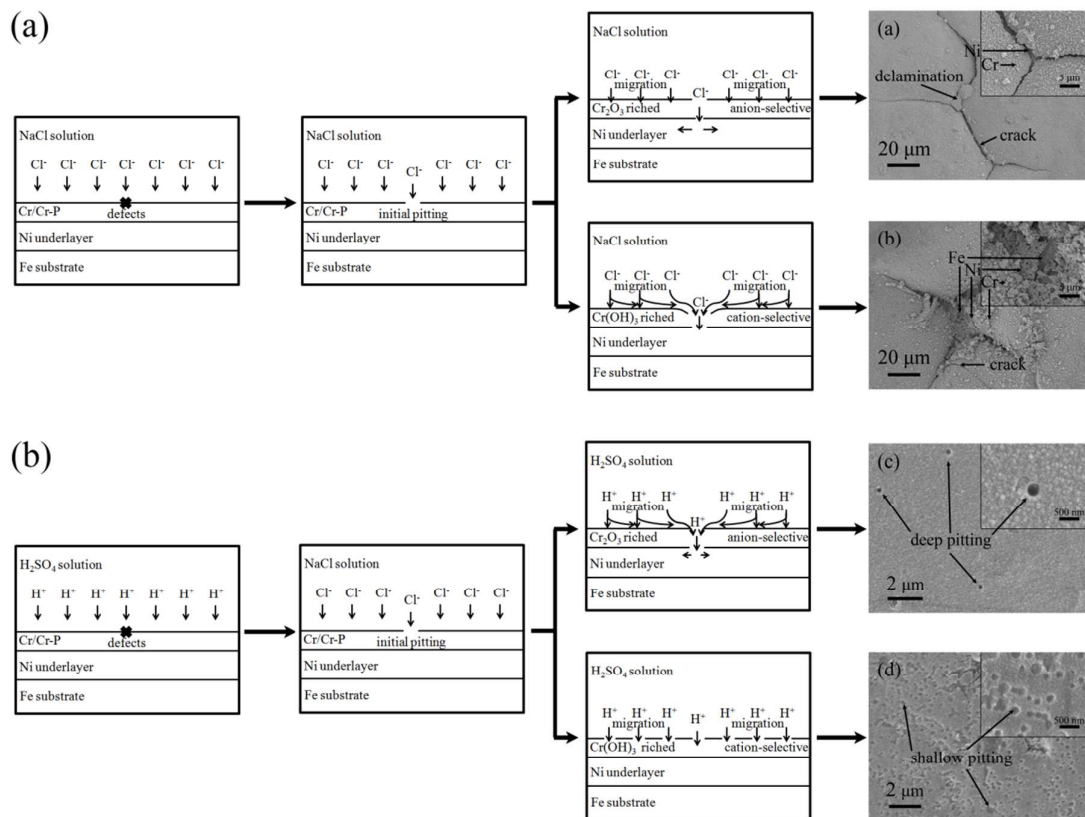 (a)
NaCl solution
Cl⁻ Cl⁻ Cl⁻ Cl⁻ Cl⁻ Cl⁻ Cl⁻
Cr/Cr-P defects
Ni underlayer
Fe substrate
NaCl solution
Cl⁻ Cl⁻ Cl⁻ Cl⁻ Cl⁻ Cl⁻ Cl⁻
Cr/Cr-P initial pitting
Ni underlayer
Fe substrate
NaCl solution
Cl⁻ Cl⁻ Cl⁻ Cl⁻ Cl⁻ Cl⁻ Cl⁻
migration migration
Cr₂O₃ riched anion-selective
Ni underlayer
Fe substrate
(a)
Ni
Cr
dclamination
crack
20 μm
5 μm
NaCl solution
Cl⁻ Cl⁻ Cl⁻ Cl⁻ Cl⁻ Cl⁻ Cl⁻
migration migration
Cr(OH)₃ riched cation-selective
Ni underlayer
Fe substrate
(b)
Fe
Ni
Cr
crack
20 μm
5 μm
(b)
H₂SO₄ solution
H⁺ H⁺ H⁺ H⁺ H⁺ H⁺ H⁺
Cr/Cr-P defects
Ni underlayer
Fe substrate
NaCl solution
Cl⁻ Cl⁻ Cl⁻ Cl⁻ Cl⁻ Cl⁻ Cl⁻
Cr/Cr-P initial pitting
Ni underlayer
Fe substrate
H₂SO₄ solution
H⁺ H⁺ H⁺ H⁺ H⁺ H⁺ H⁺
migration migration
Cr₂O₃ riched anion-selective
Ni underlayer
Fe substrate
(c)
500 nm
deep pitting
2 μm
H₂SO₄ solution
H⁺ H⁺ H⁺ H⁺ H⁺ H⁺ H⁺
migration migration
Cr(OH)₃ riched cation-selective
Ni underlayer
Fe substrate
(d)
500 nm
shallow pitting
2 μm